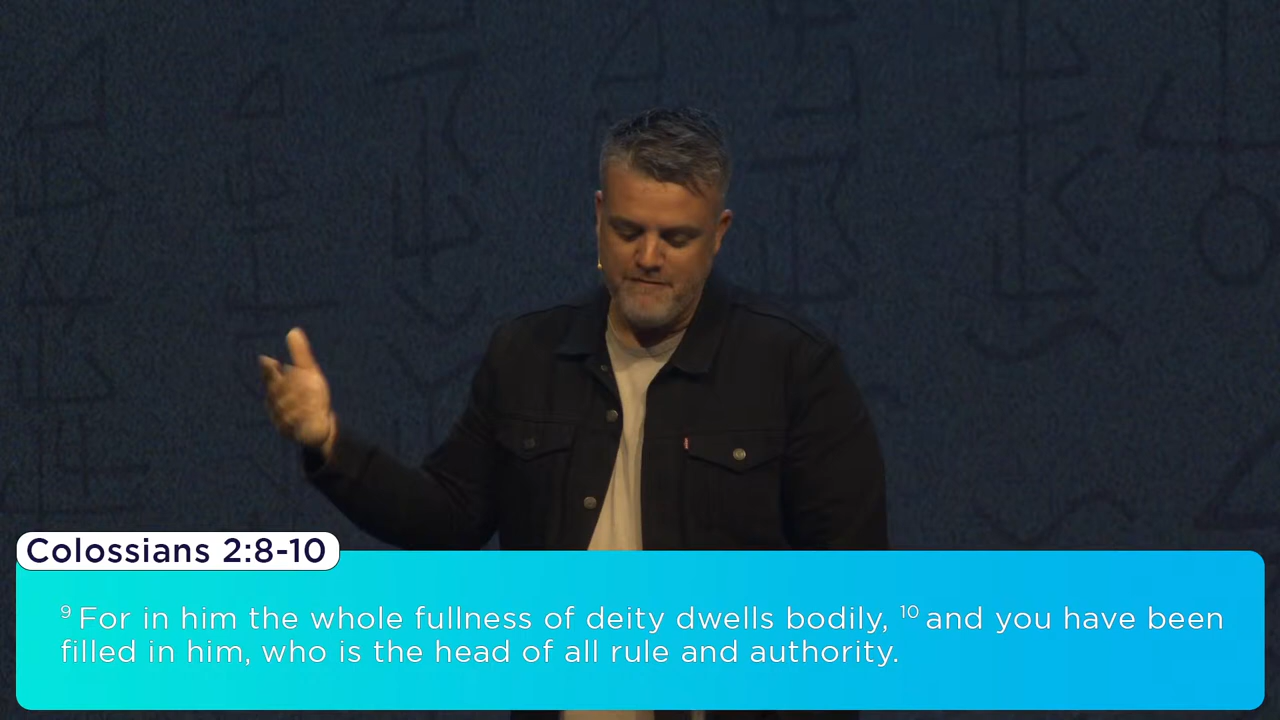 Colossians 2:8-10
⁹ For in him the whole fullness of deity dwells bodily, ¹⁰ and you have been
filled in him, who is the head of all rule and authority.